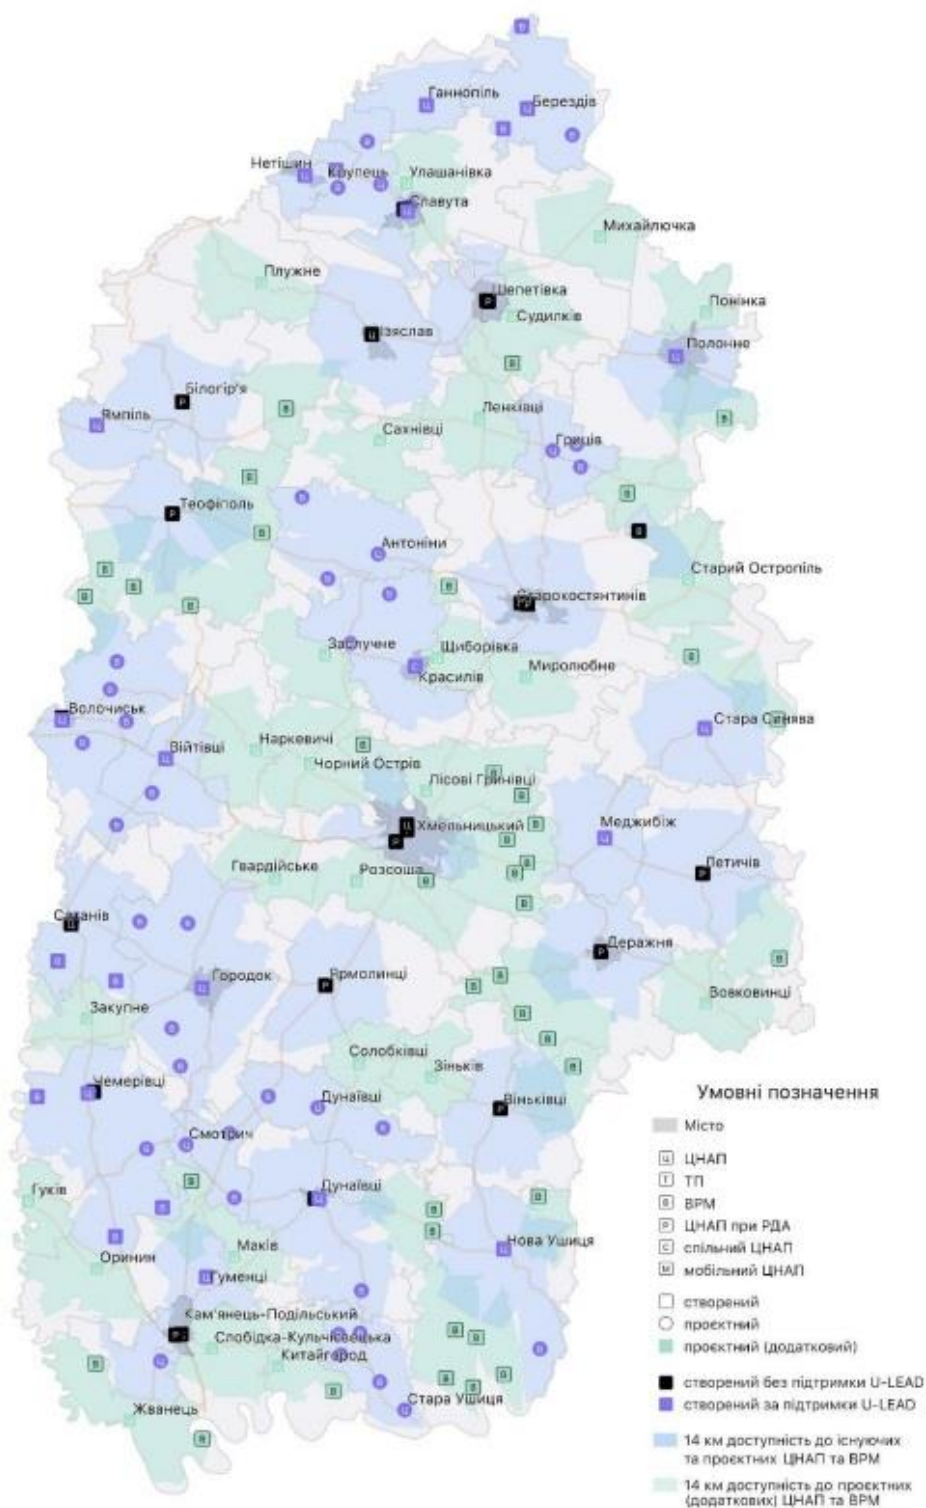 Ганнопіль
Берездів
Нетішин
Крупець
Улашанівка
Славута
Михайлючка
Плужне
Шепетівка
Понінка
Судилків
Ізяслав
Полонне
Білогір'я
Ямпіль
Ленківці
Сахнівці
Гриців
Теофіполь
Антоніни
Старий Остропіль
Старокостянтинів
Заслучне
Щиборівка
Миролюбне
Красилів
Волочиськ
Стара Синява
Війтівці
Наркевичі
Чорний Острів
Лісові Гринівці
Хмельницький
Меджибіж
Летичів
Гвардійське
Розсоша
Сатанів
Деражня
Городок
Ярмолинці
Вовковинці
Закупне
Солобківці
Зіньків
Чемерівці
Дунаївці
Віньківці
Смотрич
Дунаївці
Гуків
Нова Ушиця
Маків
Оринин
Гуменці
Кам'янець-Подільський
Слобідка-Кульчієвецька
Китайгород
Стара Ушиця
Жванець
Умовні позначення
Місто
Ц ЦНАП
Т ТП
В ВРМ
Р ЦНАП при РДА
С спільний ЦНАП
М мобільний ЦНАП
створений
проєктний
проєктний (додатковий)
створений без підтримки U-LEAD
створений за підтримки U-LEAD
14 км доступність до існуючих
та проєктних ЦНАП та ВРМ
14 км доступність до проєктних
(додаткових) ЦНАП та ВРМ